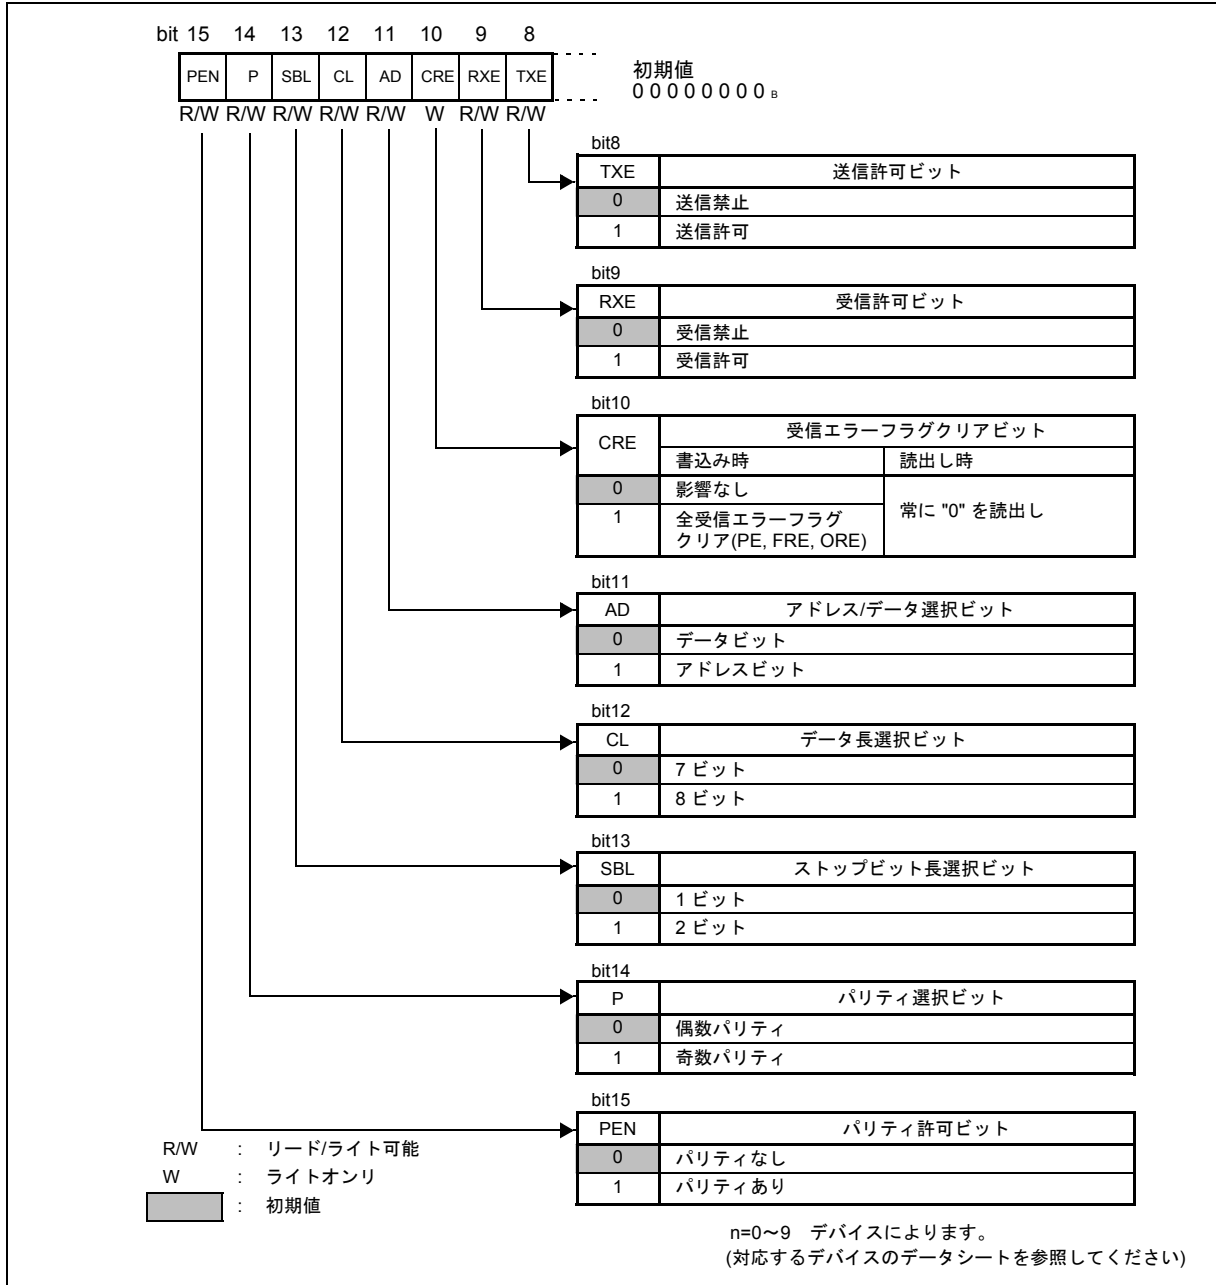 bit 15 14 13 12 11 10 9 8
PEN P SBL CL AD CRE RXE TXE
R/W R/W R/W R/W R/W W R/W R/W
初期値
0 0 0 0 0 0 0 0 B
bit8
TXE 送信許可ビット
0 送信禁止
1 送信許可
bit9
RXE 受信許可ビット
0 受信禁止
1 受信許可
bit10
CRE 受信エラーフラグクリアビット
書込み時 読出し時
0 影響なし
常に "0" を読出し
1 全受信エラーフラグ
クリア(PE, FRE, ORE)
bit11
AD アドレス/データ選択ビット
0 データビット
1 アドレスビット
bit12
CL データ長選択ビット
0 7 ビット
1 8 ビット
bit13
SBL ストップビット長選択ビット
0 1 ビット
1 2 ビット
bit14
P パリティ選択ビット
0 偶数パリティ
1 奇数パリティ
bit15
PEN パリティ許可ビット
0 パリティなし
1 パリティあり
R/W : リード/ライト可能
W : ライトオンリ
: 初期値
n=0～9 デバイスによります。
(対応するデバイスのデータシートを参照してください)